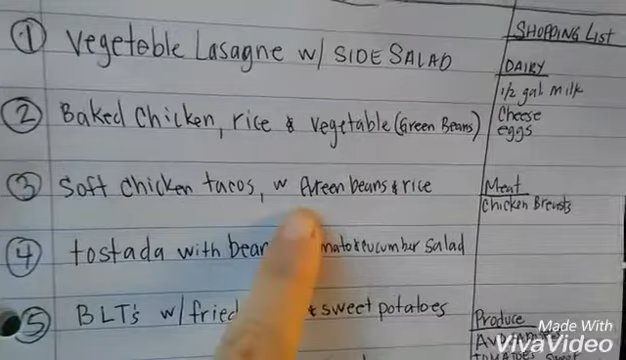 ① Vegetable Lasagne w/ SIDE SALAD
② Baked Chicken, rice & vegetable (Green Beans)
③ Soft chicken tacos, w Green beans & rice
④ tostada with bean & cucumber salad
⑤ BLT's w/ fried & sweet potatoes
SHOPPING List
DAIRY
1/2 gal milk
Cheese
eggs
Meat
Chicken Breasts
Produce
Made With
VivaVideo